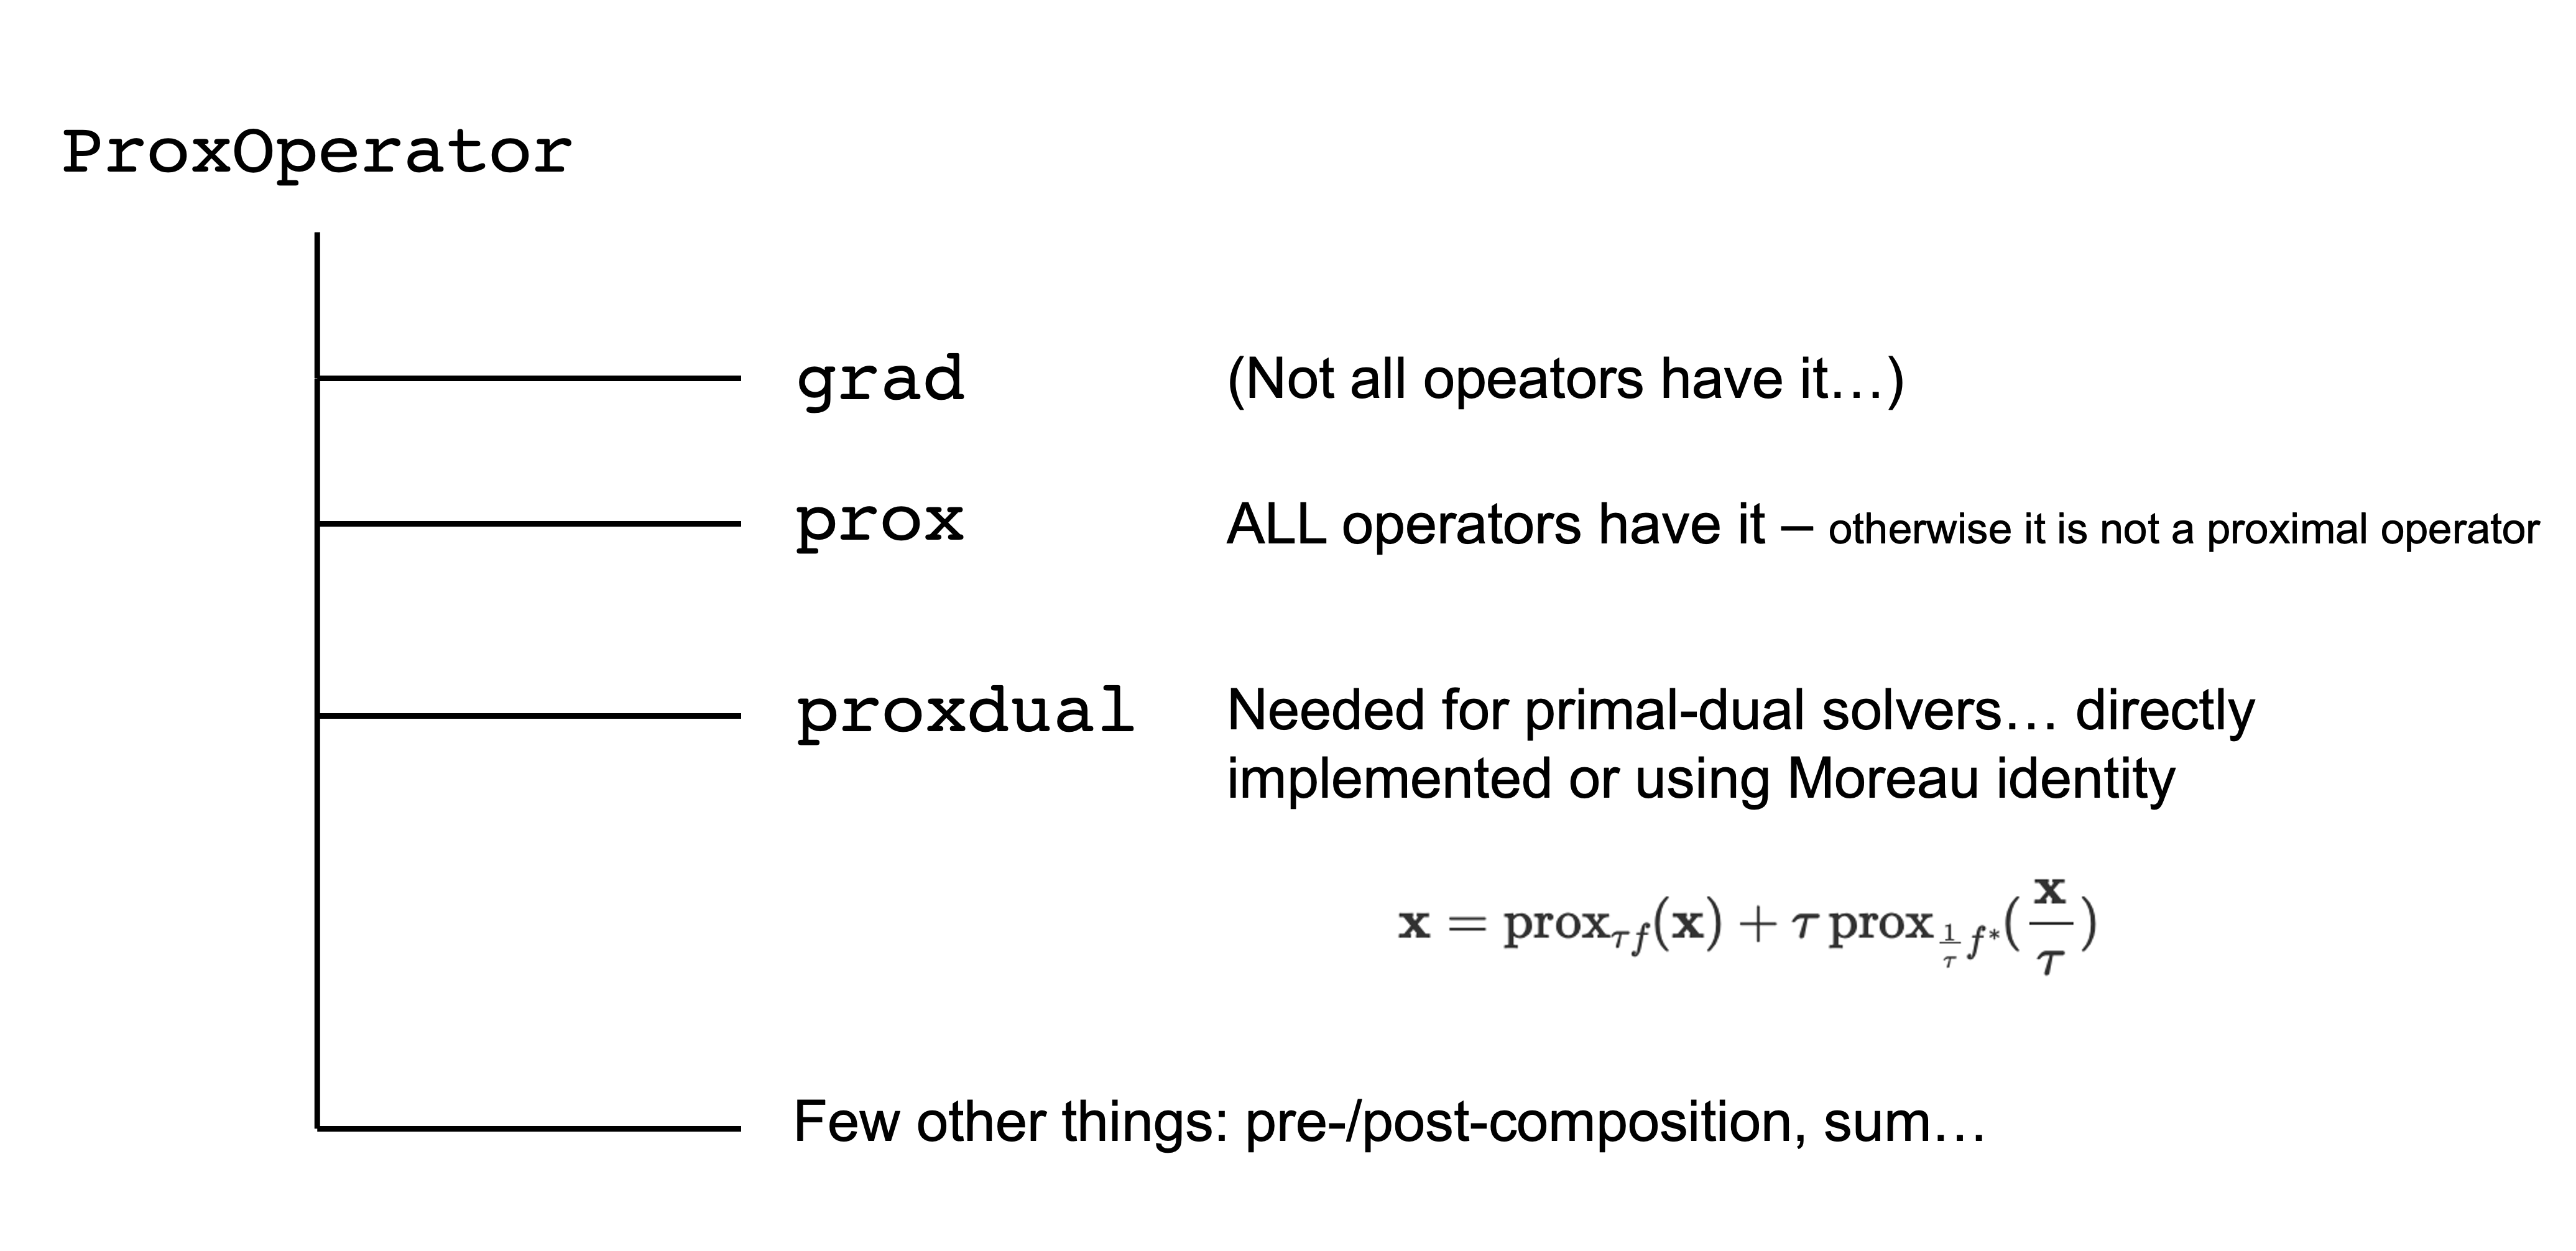 ProxOperator
grad (Not all opeators have it…)
prox ALL operators have it – otherwise it is not a proximal operator
proxdual Needed for primal-dual solvers… directly
implemented or using Moreau identity
$\mathbf{x} = \operatorname{prox}_{\tau f}(\mathbf{x}) + \tau \operatorname{prox}_{\frac{1}{\tau} f^*}(\frac{\mathbf{x}}{\tau})$
Few other things: pre-/post-composition, sum…